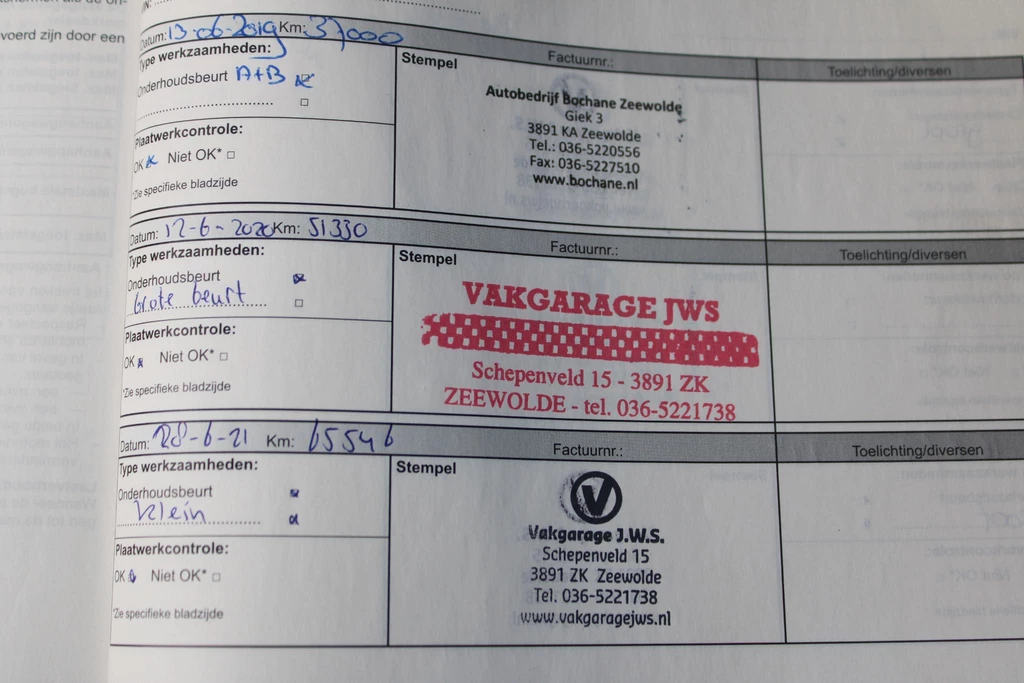 voerd zijn door een
Datum: 13-06-2019 Km: 37000
Type werkzaamheden:
Onderhoudsbeurt A+B
Plaatwerkcontrole:
OK Niet OK*
*Zie specifieke bladzijde
Factuurnr.:
Stempel
Autobedrijf Bochane Zeewolde
Giek 3
3891 KA Zeewolde
Tel.: 036-5220556
Fax: 036-5227510
www.bochane.nl
Toelichting/diversen
Datum: 12-6-2020 Km: 51330
Type werkzaamheden:
Onderhoudsbeurt
Grote beurt
Plaatwerkcontrole:
OK Niet OK*
*Zie specifieke bladzijde
Factuurnr.:
Stempel
VAKGARAGE JWS
Schepenveld 15 - 3891 ZK
ZEEWOLDE - tel. 036-5221738
Toelichting/diversen
Datum: 28-6-21 Km: 65546
Type werkzaamheden:
Onderhoudsbeurt
Klein
Plaatwerkcontrole:
OK Niet OK*
*Zie specifieke bladzijde
Factuurnr.:
Stempel
V
Vakgarage J.W.S.
Schepenveld 15
3891 ZK Zeewolde
Tel. 036-5221738
www.vakgaragejws.nl
Toelichting/diversen